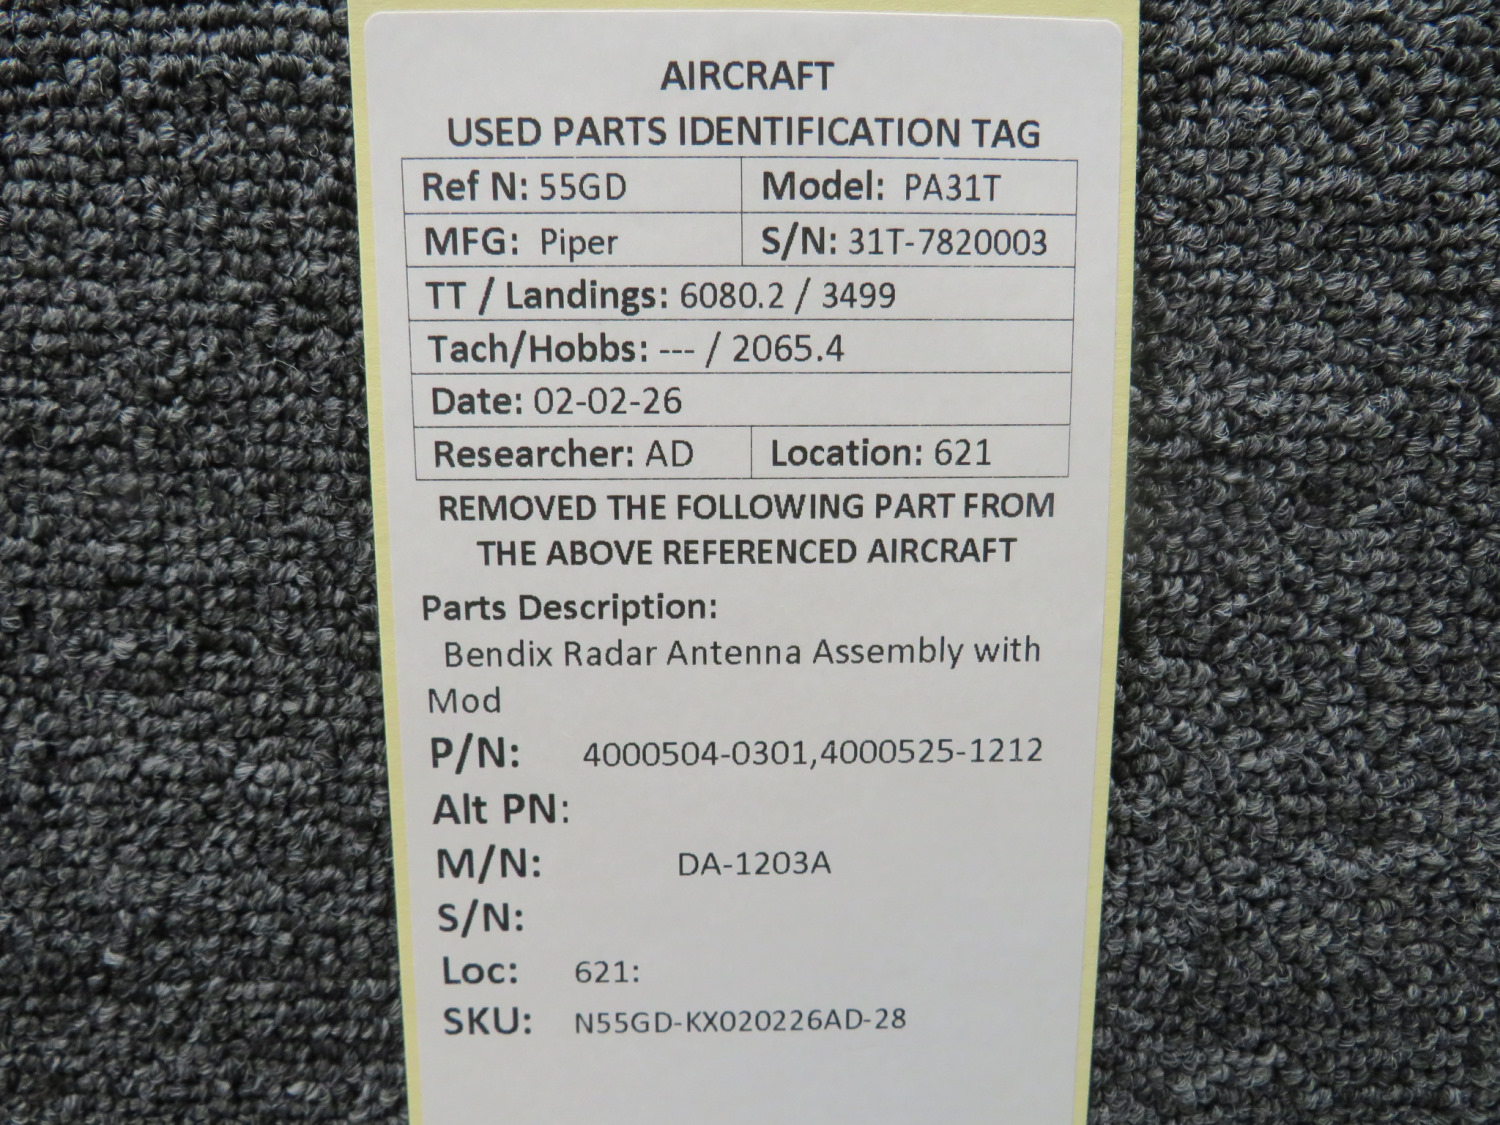 AIRCRAFT
USED PARTS IDENTIFICATION TAG
Ref N: 55GD Model: PA31T
MFG: Piper S/N: 31T-7820003
TT / Landings: 6080.2 / 3499
Tach/Hobbs: --- / 2065.4
Date: 02-02-26
Researcher: AD Location: 621
REMOVED THE FOLLOWING PART FROM
THE ABOVE REFERENCED AIRCRAFT
Parts Description:
Bendix Radar Antenna Assembly with
Mod
P/N: 4000504-0301,4000525-1212
Alt PN:
M/N: DA-1203A
S/N:
Loc: 621:
SKU: N55GD-KX020226AD-28